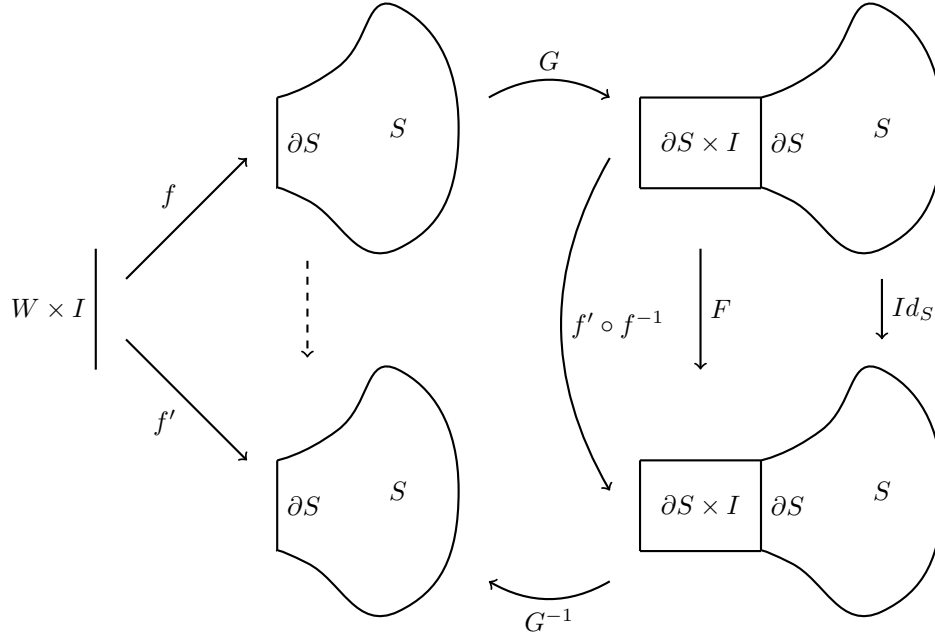 G
∂S
S
∂S × I
∂S
S
f
W × I
f′ ∘ f⁻¹
F
Id_S
f′
∂S
S
∂S × I
∂S
S
G⁻¹